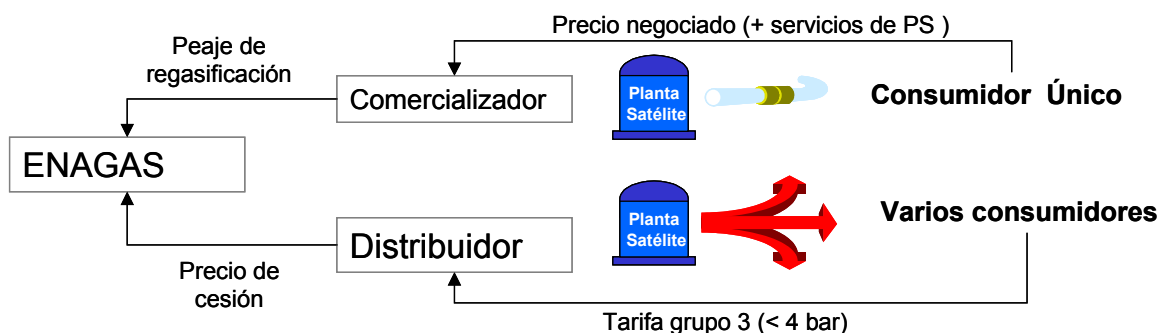 Precio negociado (+ servicios de PS )
Peaje de
regasificación
Comercializador
Planta
Satélite
Consumidor Único
ENAGAS
Distribuidor
Planta
Satélite
Varios consumidores
Precio de
cesión
Tarifa grupo 3 (< 4 bar)